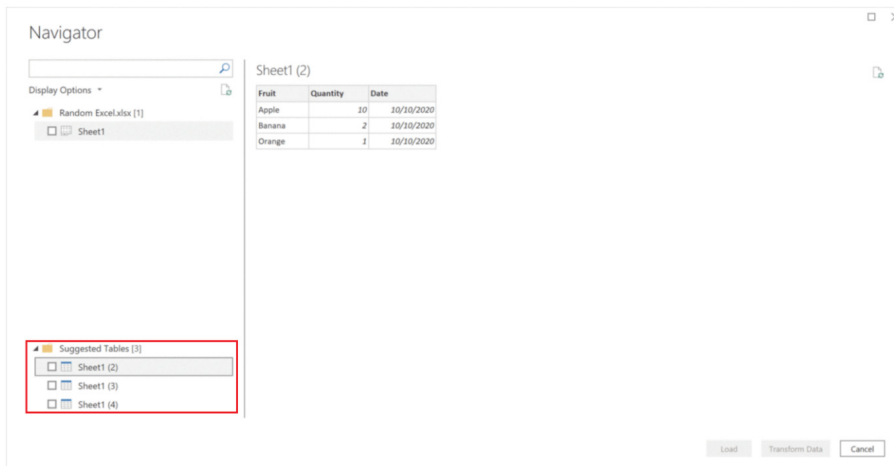 Navigator
Display Options
Random Excel.xlsx [1]
Sheet1
Suggested Tables [3]
Sheet1 (2)
Sheet1 (3)
Sheet1 (4)
Sheet1 (2)
Fruit Quantity Date
Apple 10 10/10/2020
Banana 2 10/10/2020
Orange 1 10/10/2020
Load Transform Data Cancel